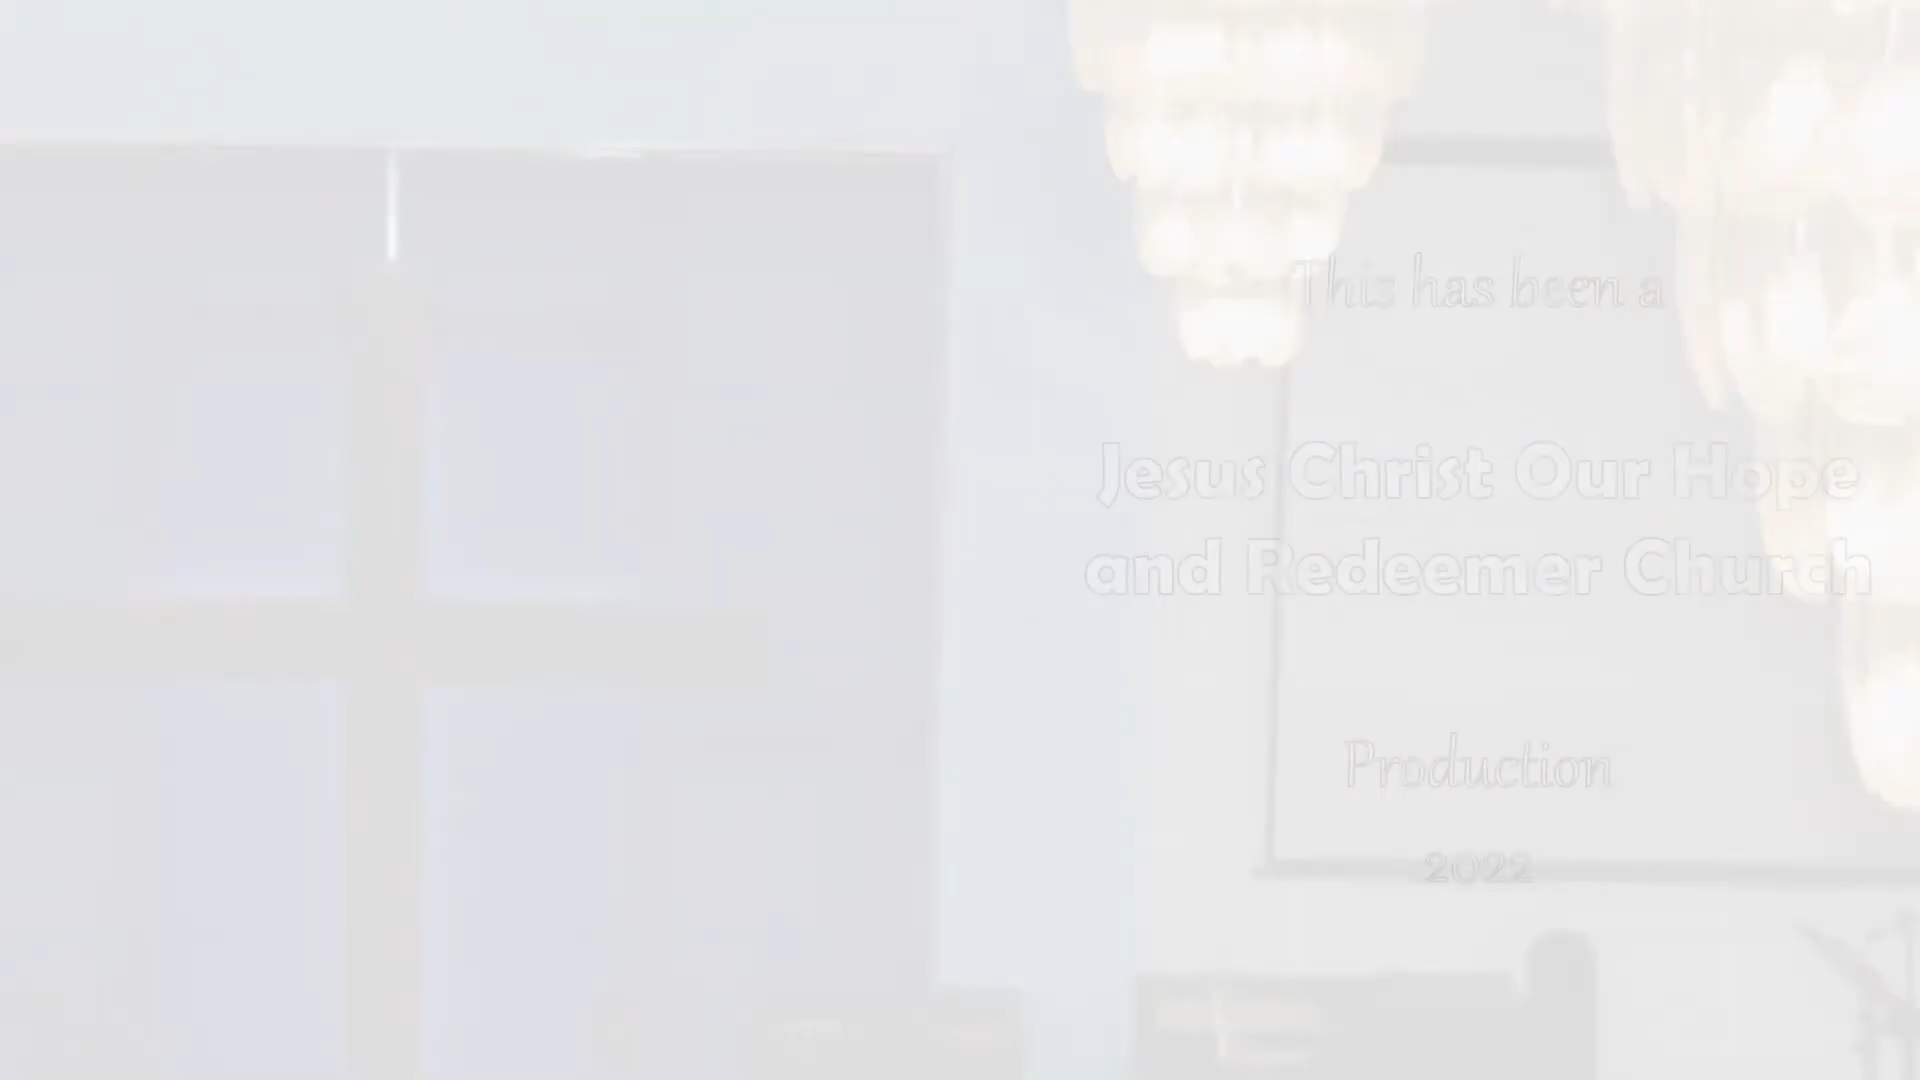 This has been a
Jesus Christ Our Hope
and Redeemer Church
Production
2022